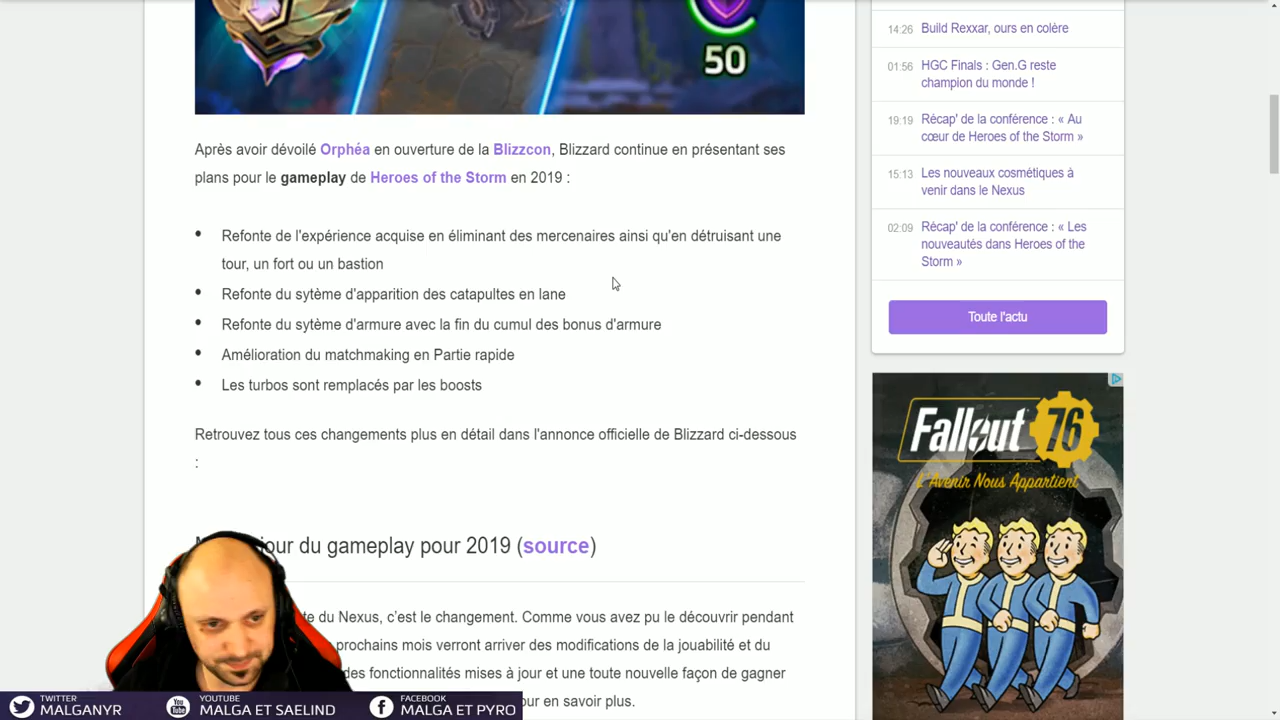 50
Après avoir dévoilé Orphéa en ouverture de la Blizzcon, Blizzard continue en présentant ses
plans pour le gameplay de Heroes of the Storm en 2019 :
• Refonte de l'expérience acquise en éliminant des mercenaires ainsi qu'en détruisant une
tour, un fort ou un bastion
• Refonte du sytème d'apparition des catapultes en lane
• Refonte du sytème d'armure avec la fin du cumul des bonus d'armure
• Amélioration du matchmaking en Partie rapide
• Les turbos sont remplacés par les boosts
Retrouvez tous ces changements plus en détail dans l'annonce officielle de Blizzard ci-dessous
:
jour du gameplay pour 2019 (source)
du Nexus, c’est le changement. Comme vous avez pu le découvrir pendant
prochains mois verront arriver des modifications de la jouabilité et du
des fonctionnalités mises à jour et une toute nouvelle façon de gagner
en savoir plus.
14:26 Build Rexxar, ours en colère
01:56 HGC Finals : Gen.G reste
champion du monde !
19:19 Récap' de la conférence : « Au
cœur de Heroes of the Storm »
15:13 Les nouveaux cosmétiques à
venir dans le Nexus
02:09 Récap' de la conférence : « Les
nouveautés dans Heroes of the
Storm »
Toute l'actu
Fallout 76
L'Avenir Nous Appartient
TWITTER
MALGANYR
YOUTUBE
MALGA ET SAELIND
FACEBOOK
MALGA ET PYRO